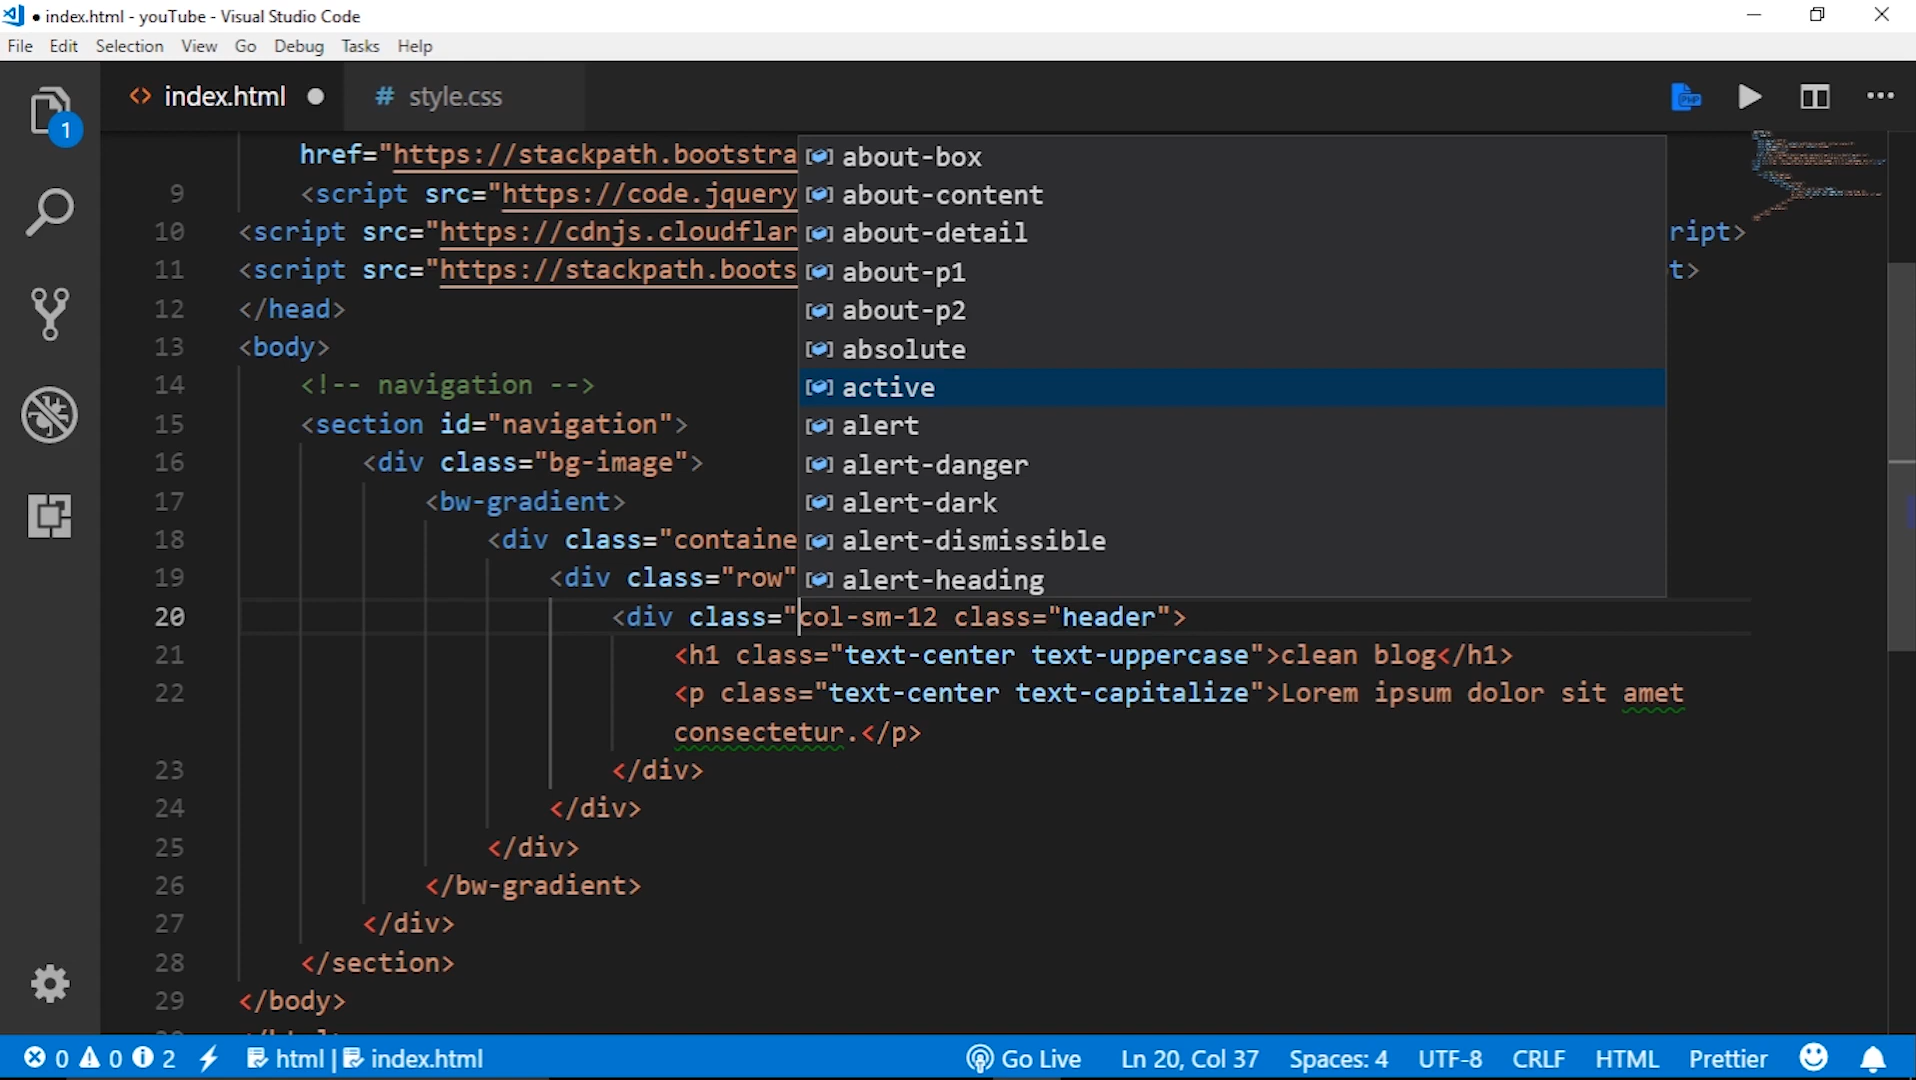 ● index.html - youTube - Visual Studio Code
File Edit Selection View Go Debug Tasks Help
<> index.html ● # style.css
PHP
1
href="https://stackpath.bootstra
9 <script src="https://code.jquery
10 <script src="https://cdnjs.cloudflar ript>
11 <script src="https://stackpath.boots t>
12 </head>
13 <body>
14 <!-- navigation -->
15 <section id="navigation">
16 <div class="bg-image">
17 <bw-gradient>
18 <div class="containe
19 <div class="row"
about-box
about-content
about-detail
about-p1
about-p2
absolute
active
alert
alert-danger
alert-dark
alert-dismissible
alert-heading
20 <div class="col-sm-12 class="header">
21 <h1 class="text-center text-uppercase">clean blog</h1>
22 <p class="text-center text-capitalize">Lorem ipsum dolor sit amet
consectetur.</p>
23 </div>
24 </div>
25 </div>
26 </bw-gradient>
27 </div>
28 </section>
29 </body>
0 0 2 html | index.html Go Live Ln 20, Col 37 Spaces: 4 UTF-8 CRLF HTML Prettier